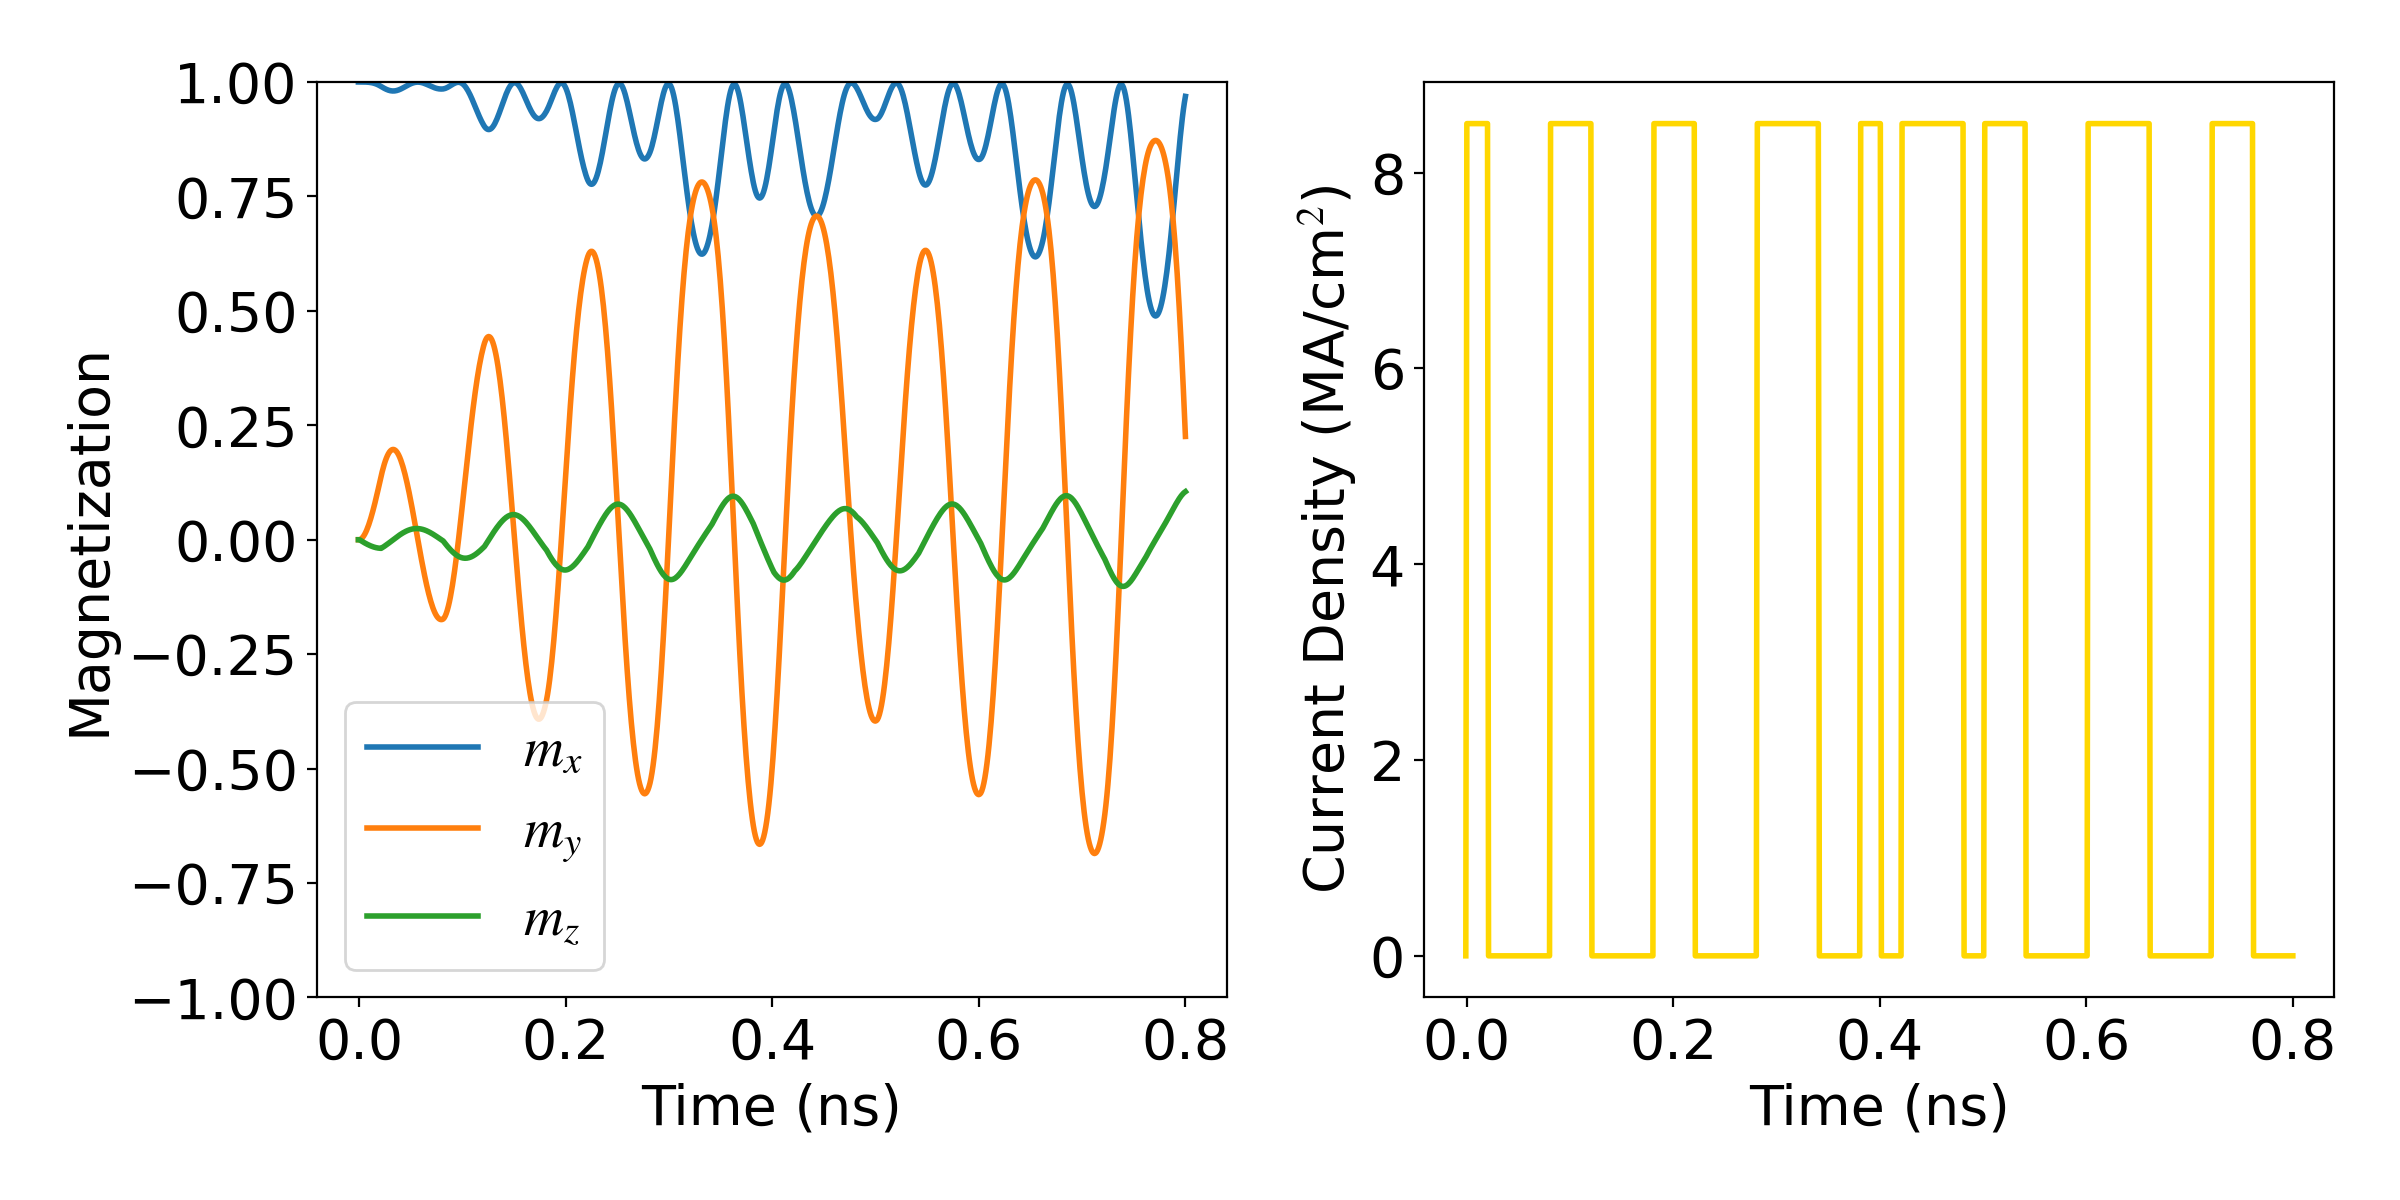 Magnetization
1.00
0.75
0.50
0.25
0.00
−0.25
−0.50
−0.75
−1.00
0.0 0.2 0.4 0.6 0.8
Time (ns)
m_x
m_y
m_z
Current Density (MA/cm²)
8
6
4
2
0
0.0 0.2 0.4 0.6 0.8
Time (ns)